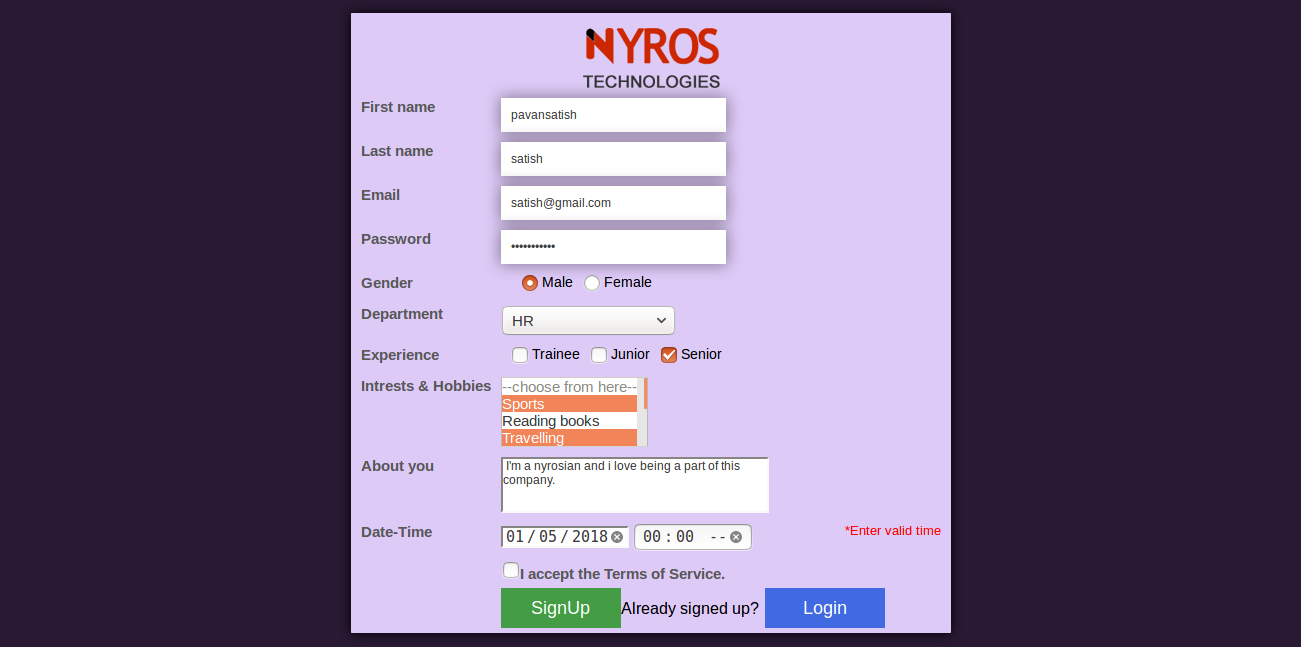 NYROS
TECHNOLOGIES
First name
pavansatish
Last name
satish
Email
satish@gmail.com
Password
•••••••••••
Gender
Male Female
Department
HR
Experience
Trainee Junior Senior
Intrests & Hobbies
--choose from here--
Sports
Reading books
Travelling
About you
I'm a nyrosian and i love being a part of this
company.
Date-Time
01/05/2018 00:00 --
*Enter valid time
I accept the Terms of Service.
SignUp Already signed up? Login